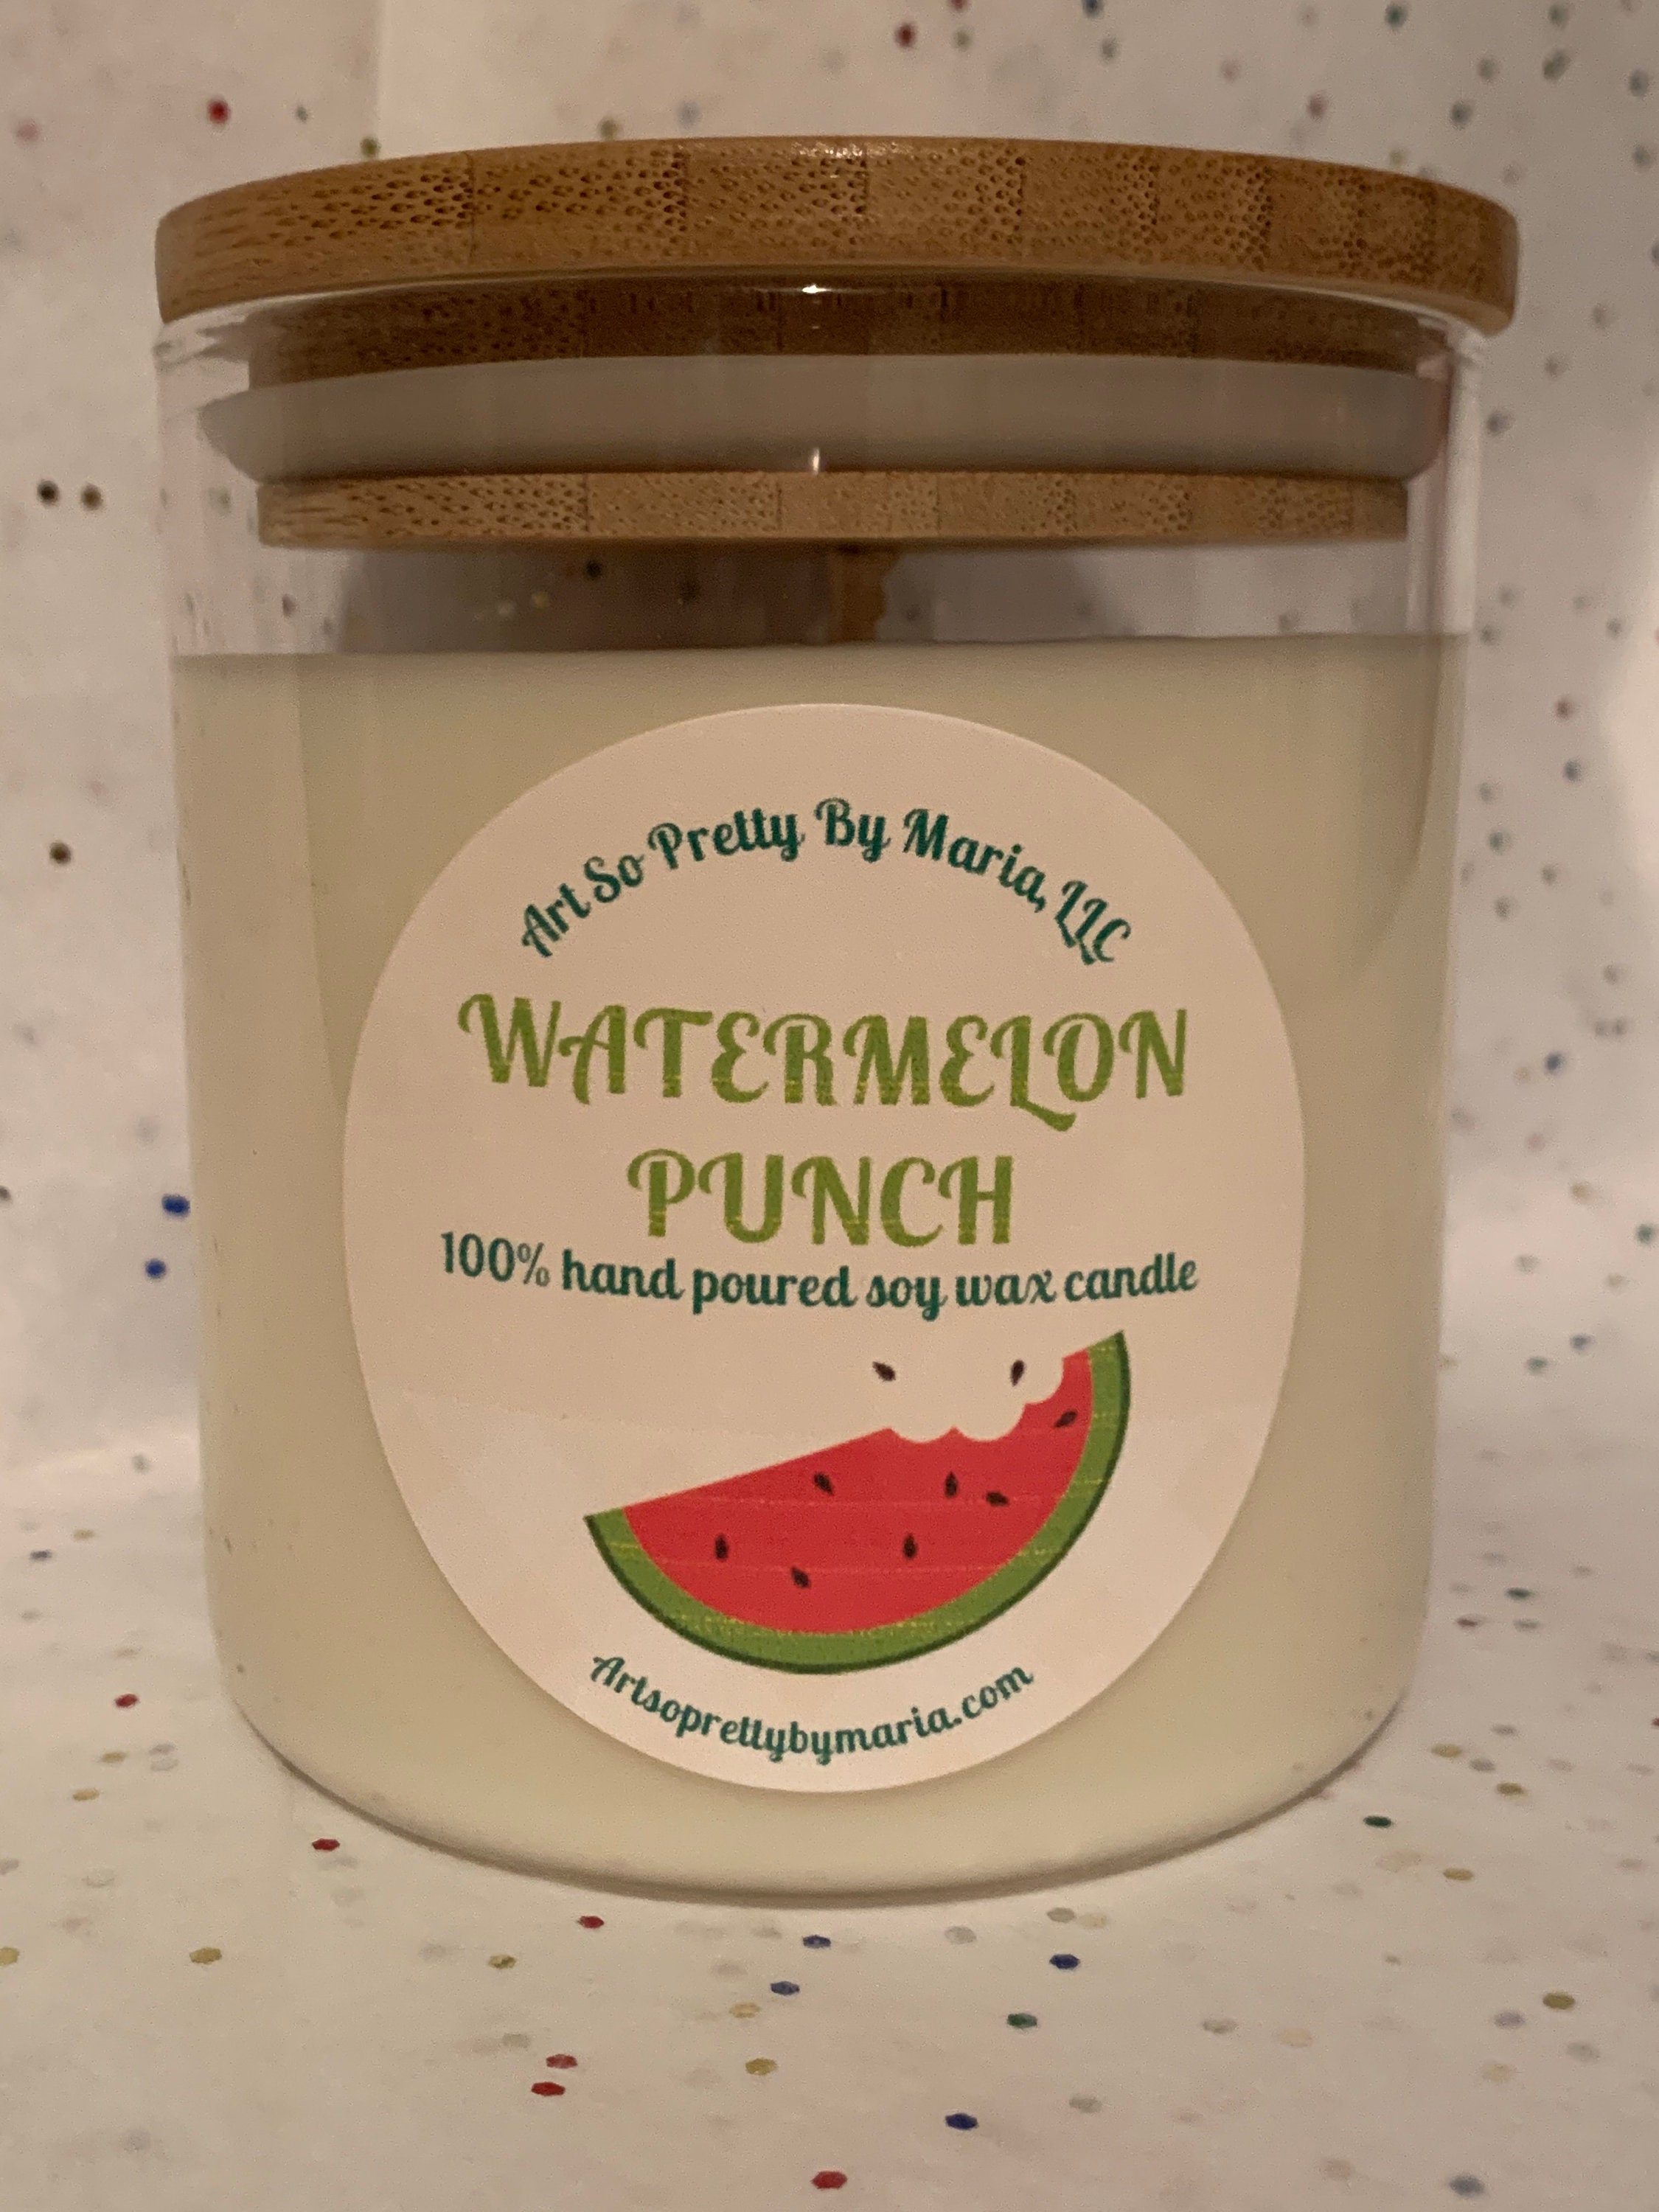 Art So Pretty By Maria, LLC
WATERMELON
PUNCH
100% hand poured soy wax candle
Artsoprettybymaria.com